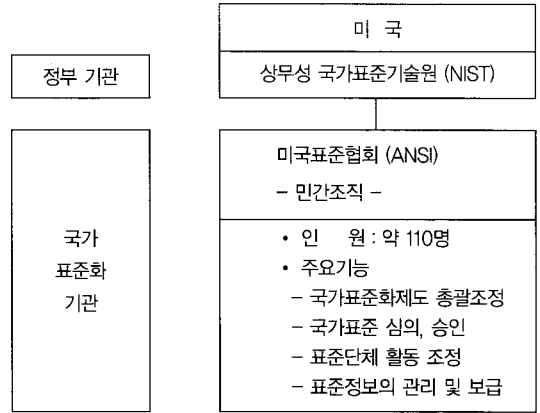 미 국
정부 기관
상무성 국가표준기술원 (NIST)
국가
표준화
기관
미국표준협회 (ANSI)
– 민간조직 –
• 인 원 : 약 110명
• 주요기능
– 국가표준화제도 총괄조정
– 국가표준 심의, 승인
– 표준단체 활동 조정
– 표준정보의 관리 및 보급